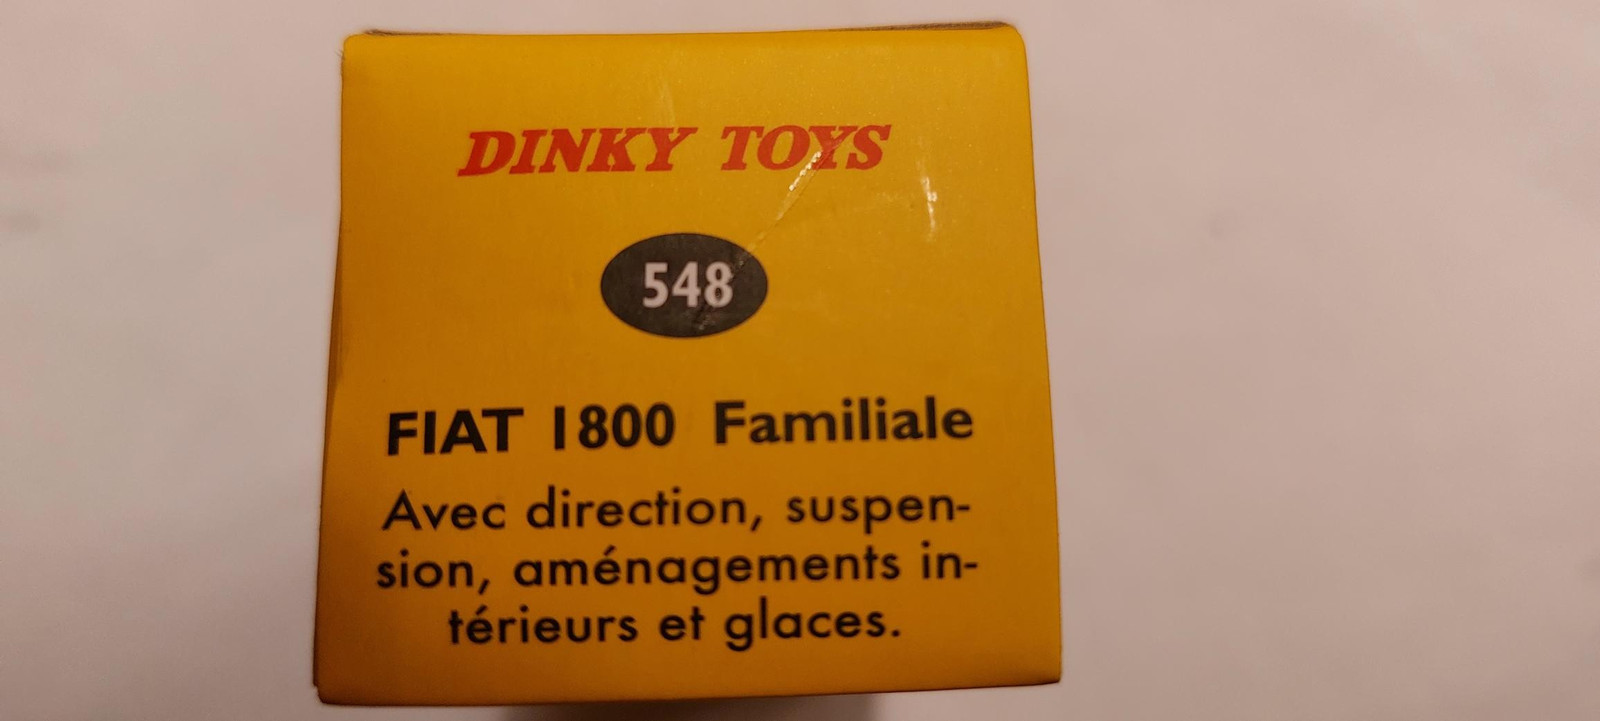 DINKY TOYS
548
FIAT 1800 Familiale
Avec direction, suspen-
sion, aménagements in-
térieurs et glaces.